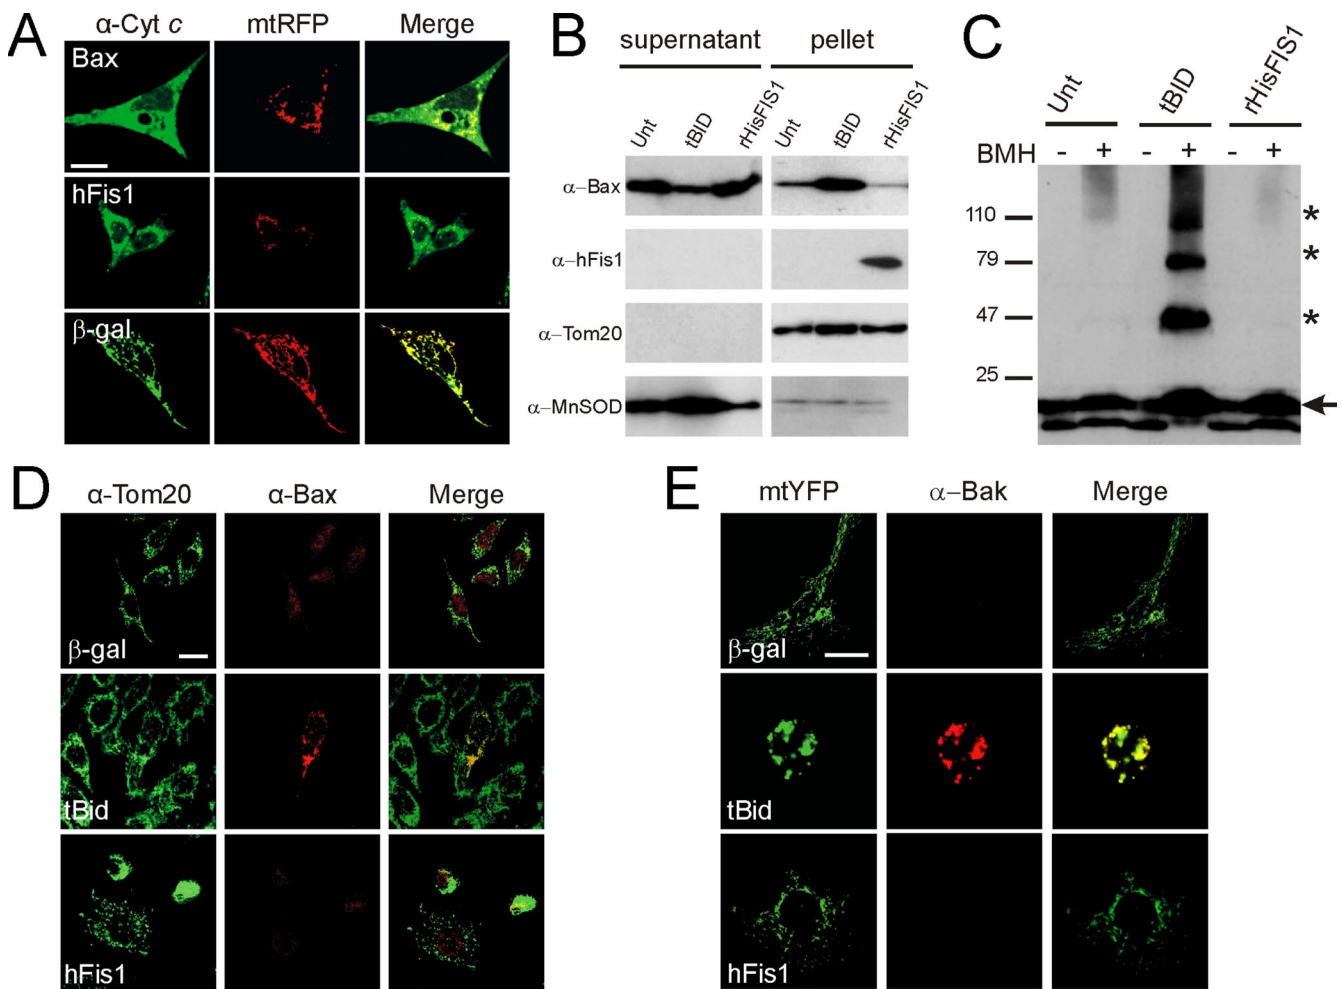 A
α-Cyt c mtRFP Merge
Bax
hFis1
β-gal
B
supernatant pellet
Unt tBID rHisFIS1 Unt tBID rHisFIS1
α–Bax
α–hFis1
α–Tom20
α–MnSOD
C
Unt tBID rHisFIS1
BMH - + - + - +
110 *
79 *
47 *
25
D
α-Tom20 α-Bax Merge
β-gal
tBid
hFis1
E
mtYFP α–Bak Merge
β-gal
tBid
hFis1